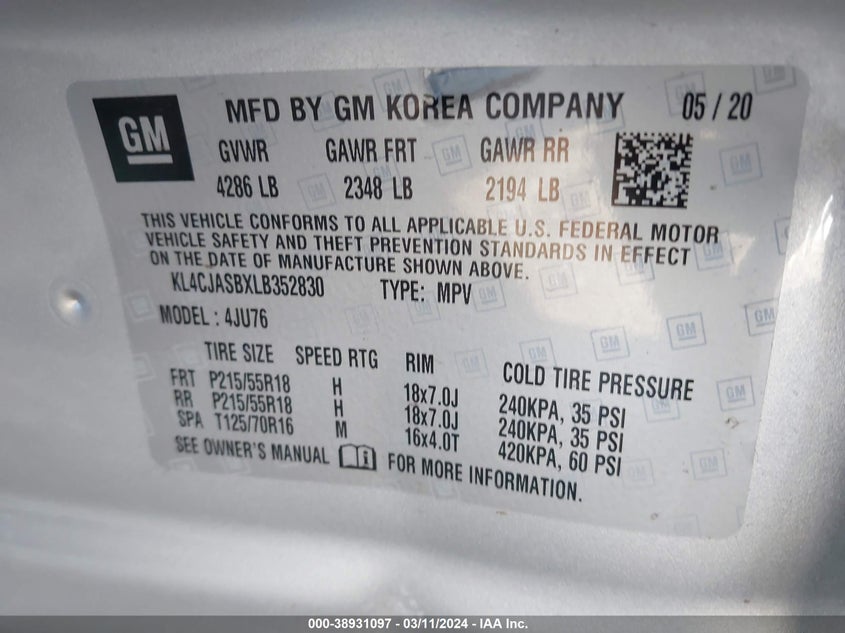 GM
MFD BY GM KOREA COMPANY 05 / 20
GVWR GAWR FRT GAWR RR
4286 LB 2348 LB 2194 LB
THIS VEHICLE CONFORMS TO ALL APPLICABLE U.S. FEDERAL MOTOR
VEHICLE SAFETY AND THEFT PREVENTION STANDARDS IN EFFECT
ON THE DATE OF MANUFACTURE SHOWN ABOVE.
KL4CJASBXLB352830 TYPE: MPV
MODEL : 4JU76
TIRE SIZE SPEED RTG RIM COLD TIRE PRESSURE
FRT P215/55R18 H 18x7.0J 240KPA, 35 PSI
RR P215/55R18 H 18x7.0J 240KPA, 35 PSI
SPA T125/70R16 M 16x4.0T 420KPA, 60 PSI
SEE OWNER'S MANUAL i FOR MORE INFORMATION.
000-38931097 - 03/11/2024 - IAA Inc.